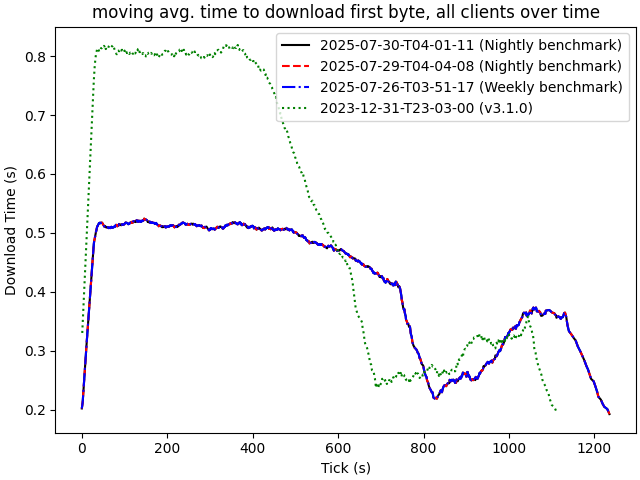 moving avg. time to download first byte, all clients over time
2025-07-30-T04-01-11 (Nightly benchmark)
2025-07-29-T04-04-08 (Nightly benchmark)
2025-07-26-T03-51-17 (Weekly benchmark)
2023-12-31-T23-03-00 (v3.1.0)
Download Time (s)
0.8
0.7
0.6
0.5
0.4
0.3
0.2
0 200 400 600 800 1000 1200
Tick (s)